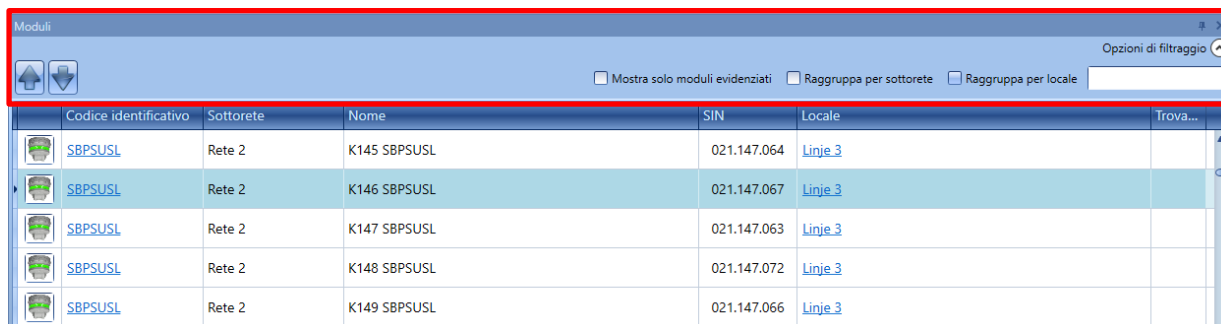 Moduli
Opzioni di filtraggio
Mostra solo moduli evidenziati Raggruppa per sottorete Raggruppa per locale
Codice identificativo Sottorete Nome SIN Locale Trova...
SBPSUSL Rete 2 K145 SBPSUSL 021.147.064 Linje 3
SBPSUSL Rete 2 K146 SBPSUSL 021.147.067 Linje 3
SBPSUSL Rete 2 K147 SBPSUSL 021.147.063 Linje 3
SBPSUSL Rete 2 K148 SBPSUSL 021.147.072 Linje 3
SBPSUSL Rete 2 K149 SBPSUSL 021.147.066 Linje 3